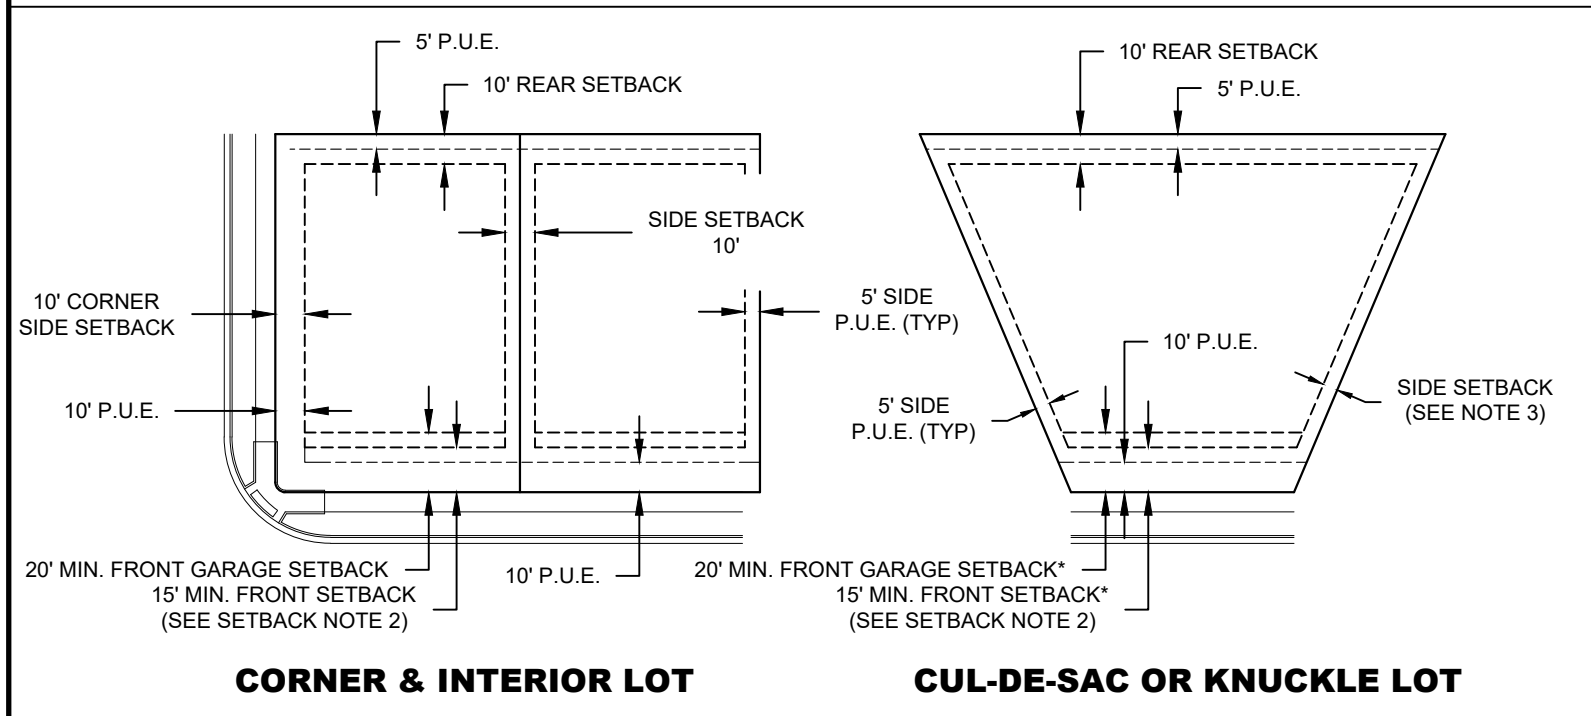 5' P.U.E.
10' REAR SETBACK
SIDE SETBACK
10'
10' CORNER
SIDE SETBACK
5' SIDE
P.U.E. (TYP)
10' P.U.E.
20' MIN. FRONT GARAGE SETBACK
15' MIN. FRONT SETBACK
(SEE SETBACK NOTE 2)
10' P.U.E.
CORNER & INTERIOR LOT
10' REAR SETBACK
5' P.U.E.
10' P.U.E.
5' SIDE
P.U.E. (TYP)
SIDE SETBACK
(SEE NOTE 3)
20' MIN. FRONT GARAGE SETBACK*
15' MIN. FRONT SETBACK*
(SEE SETBACK NOTE 2)
CUL-DE-SAC OR KNUCKLE LOT